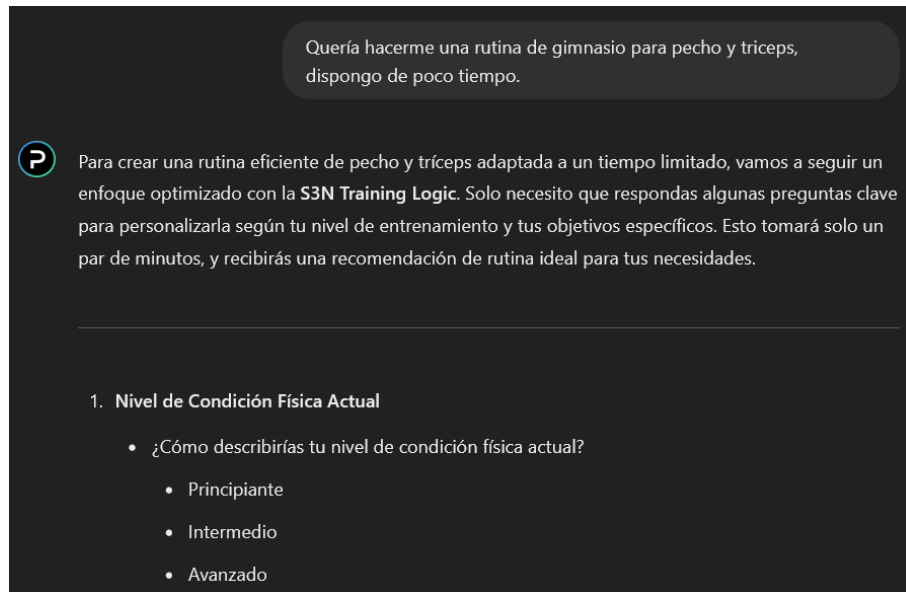 Quería hacerme una rutina de gimnasio para pecho y triceps,
dispongo de poco tiempo.
Para crear una rutina eficiente de pecho y tríceps adaptada a un tiempo limitado, vamos a seguir un
enfoque optimizado con la S3N Training Logic. Solo necesito que respondas algunas preguntas clave
para personalizarla según tu nivel de entrenamiento y tus objetivos específicos. Esto tomará solo un
par de minutos, y recibirás una recomendación de rutina ideal para tus necesidades.
1. Nivel de Condición Física Actual
• ¿Cómo describirías tu nivel de condición física actual?
• Principiante
• Intermedio
• Avanzado